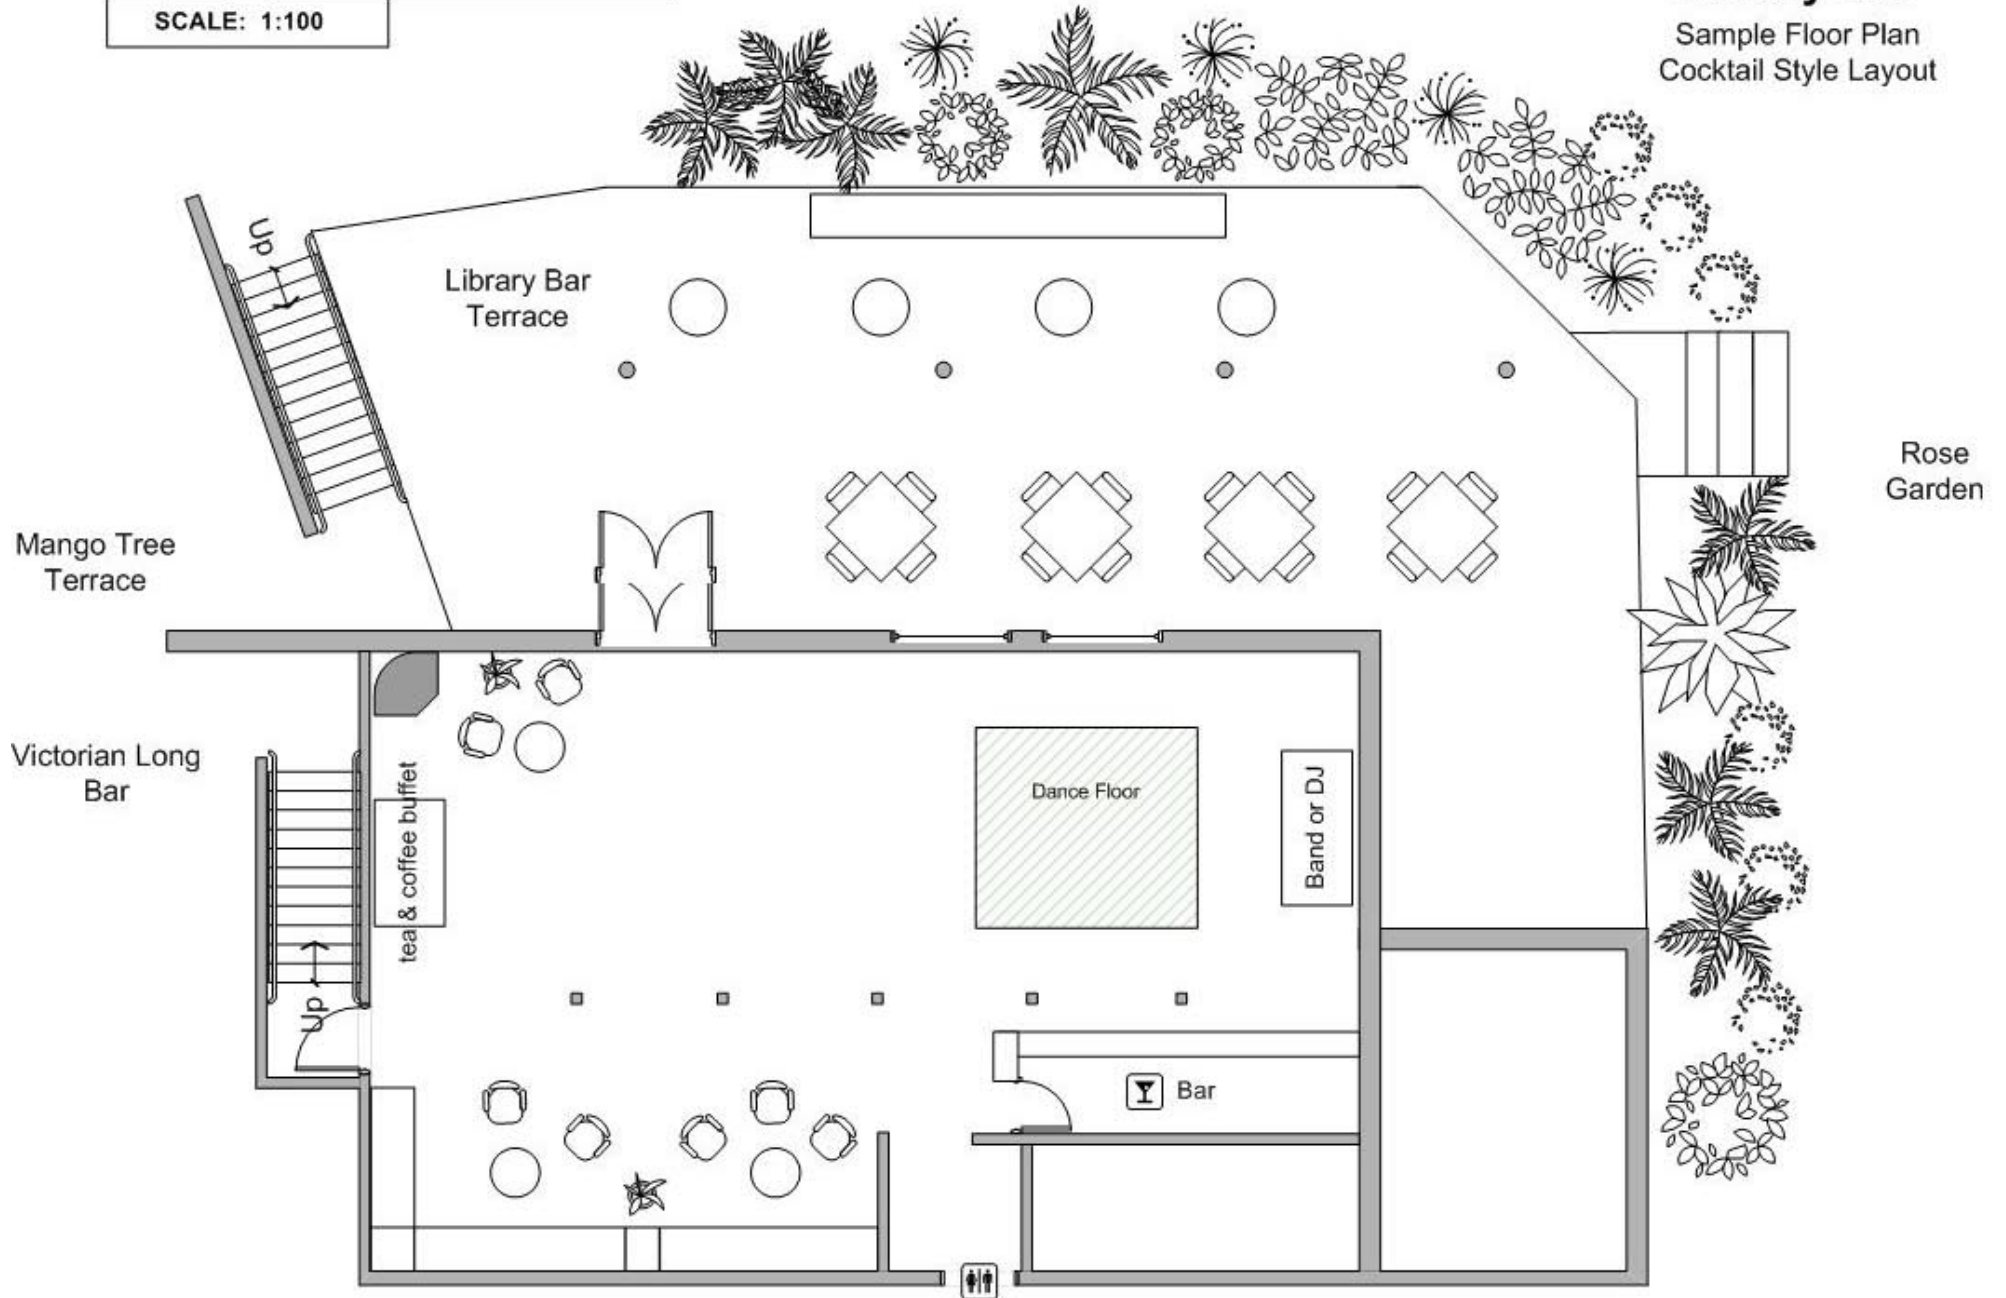 SCALE: 1:100
Sample Floor Plan
Cocktail Style Layout
Up
Library Bar
Terrace
Rose
Garden
Mango Tree
Terrace
Victorian Long
Bar
tea & coffee buffet
Dance Floor
Band or DJ
Up
Bar